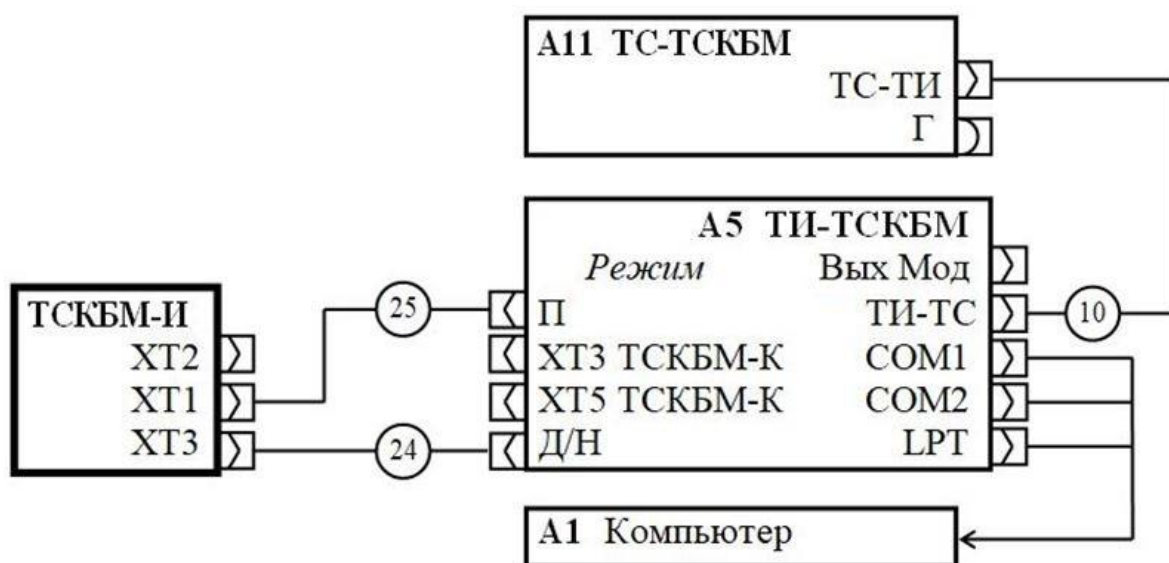 А11 ТС-ТСКБМ
ТС-ТИ
Г
А5 ТИ-ТСКБМ
Режим Вых Мод
ТСКБМ-И
ХТ2
ХТ1
ХТ3
25
24
П
ХТ3 ТСКБМ-К
ХТ5 ТСКБМ-К
Д/Н
ТИ-ТС
COM1
COM2
LPT
10
А1 Компьютер